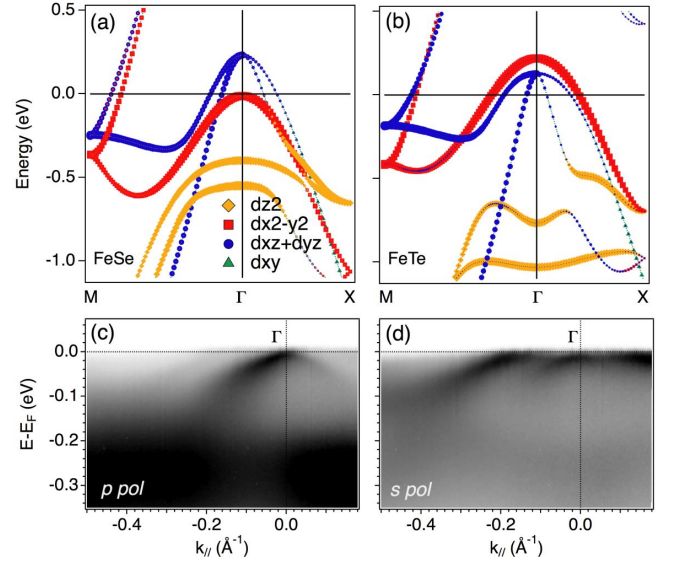 (a)
(b)
0.5
0.0
-0.5
-1.0
Energy (eV)
dz2
dx2-y2
dxz+dyz
dxy
FeSe
FeTe
M
Γ
X
M
Γ
X
(c)
Γ
(d)
Γ
0.0
-0.1
-0.2
-0.3
E-EF (eV)
p pol
s pol
-0.4
-0.2
0.0
-0.4
-0.2
0.0
k// (Å-1)
k// (Å-1)